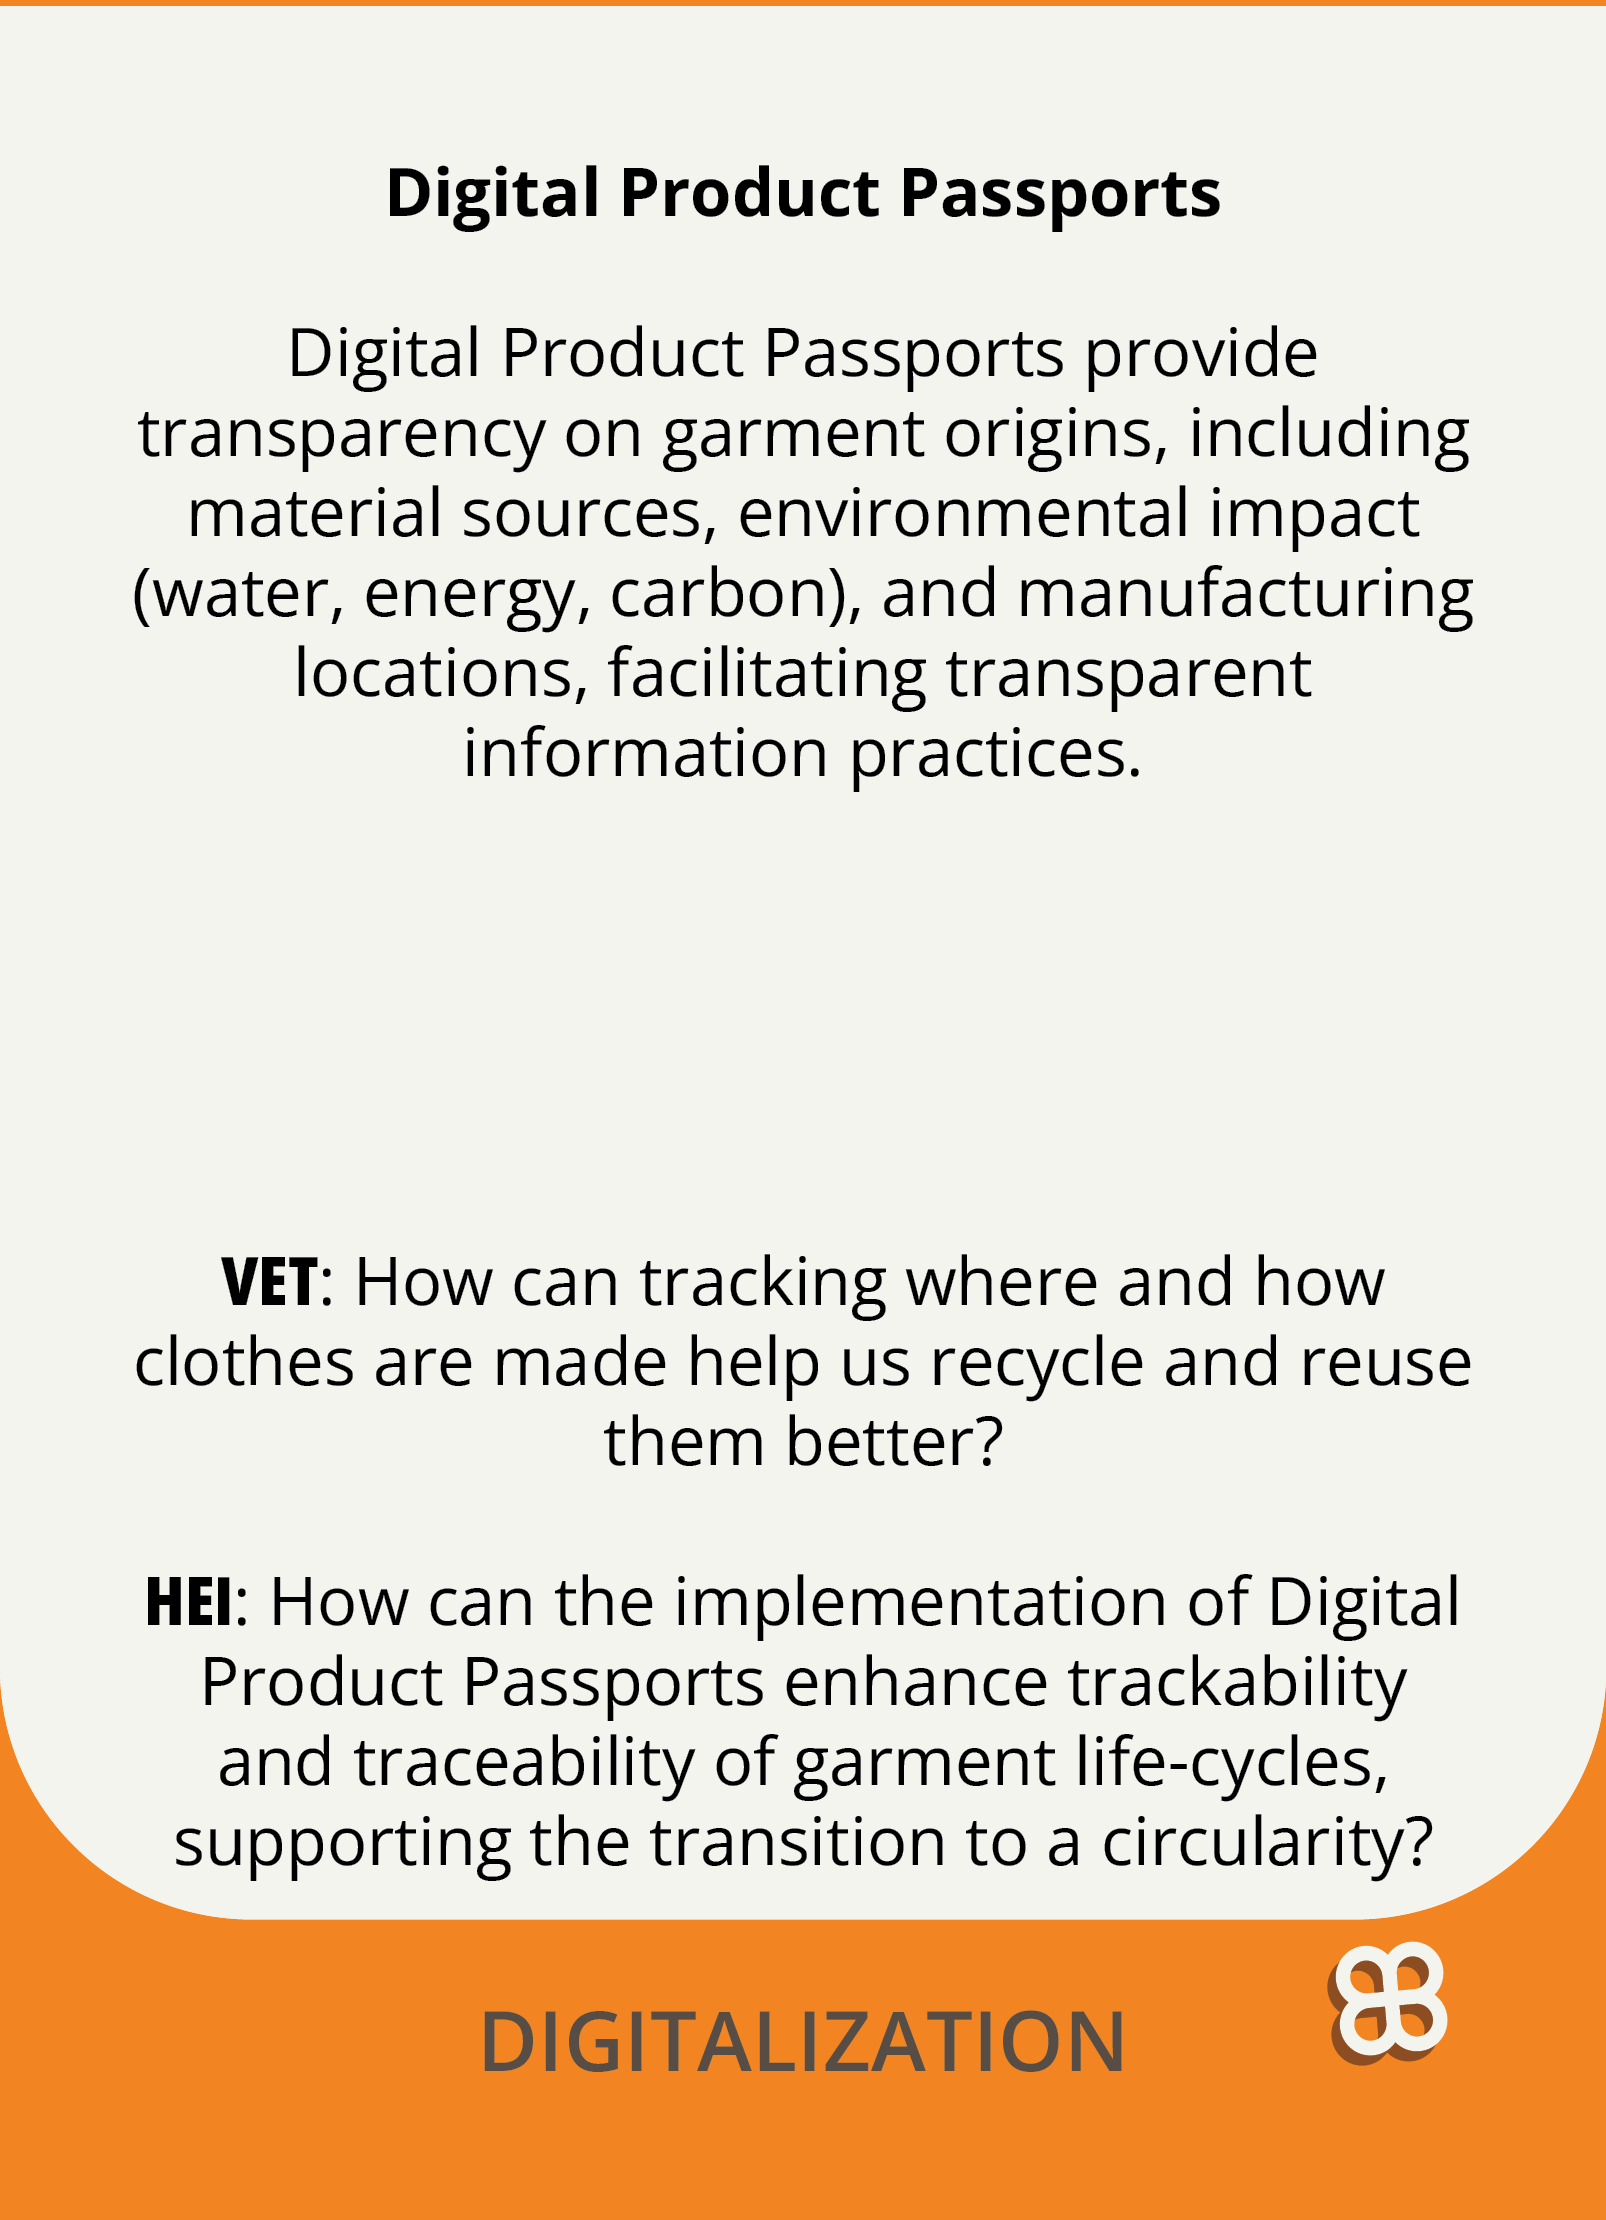 Digital Product Passports
Digital Product Passports provide
transparency on garment origins, including
material sources, environmental impact
(water, energy, carbon), and manufacturing
locations, facilitating transparent
information practices.
VET: How can tracking where and how
clothes are made help us recycle and reuse
them better?
HEI: How can the implementation of Digital
Product Passports enhance trackability
and traceability of garment life-cycles,
supporting the transition to a circularity?
DIGITALIZATION